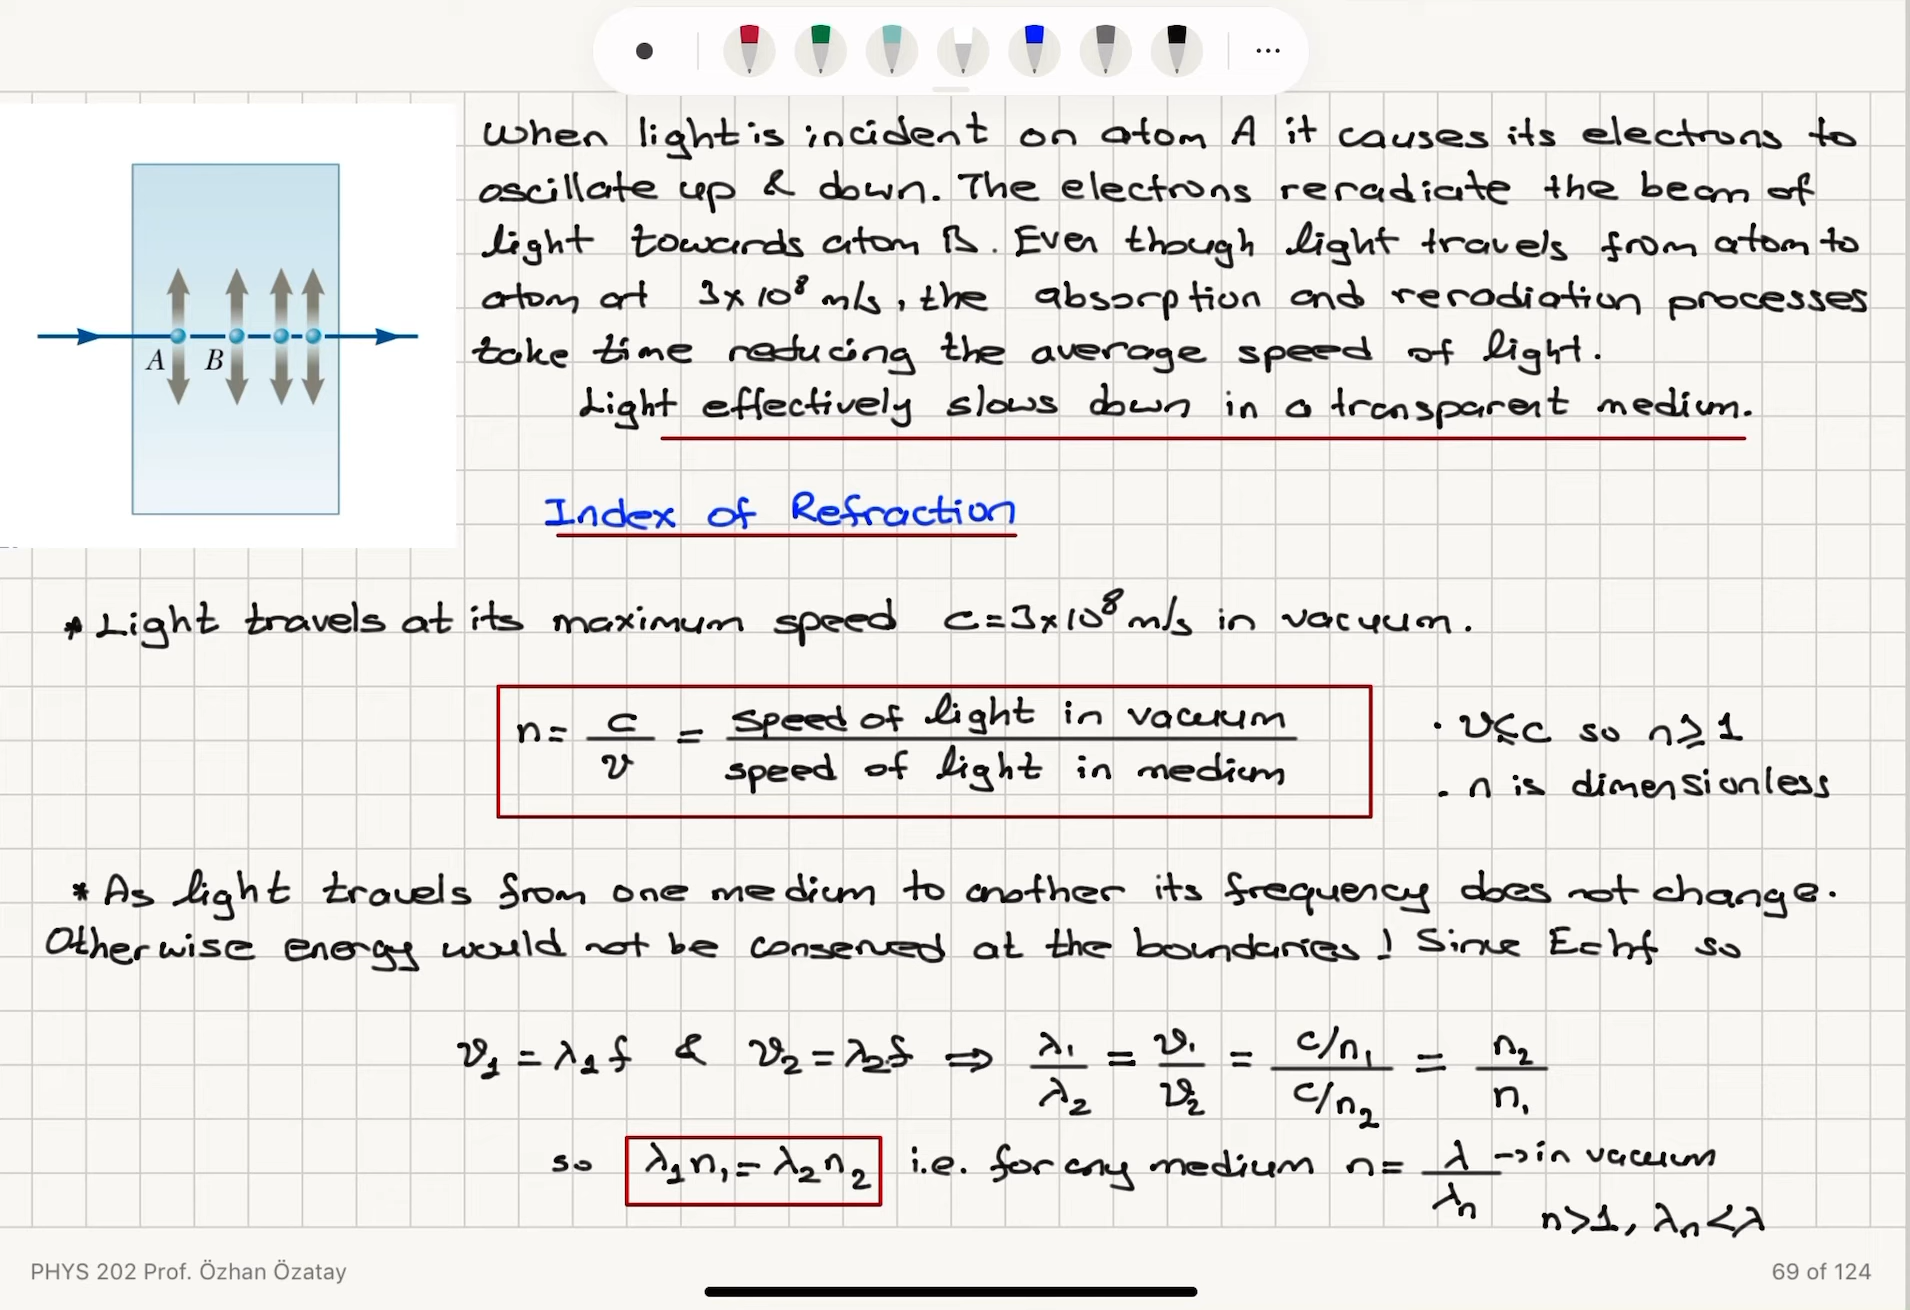 When light is incident on atom A it causes its electrons to
oscillate up & down. The electrons reradiate the beam of
light towards atom B. Even though light travels from atom to
atom at 3x10⁸ m/s, the absorption and reradiation processes
take time reducing the average speed of light.
Light effectively slows down in a transparent medium.
A B
Index of Refraction
* Light travels at its maximum speed c=3x10⁸ m/s in vacuum.
n = c/v = speed of light in vacuum / speed of light in medium
· v≤c so n≥1
. n is dimensionless
* As light travels from one medium to another its frequency does not change.
Otherwise energy would not be conserved at the boundaries! Since E=hf so
v₁ = λ₁f & v₂ = λ₂f ⇒ λ₁/λ₂ = v₁/v₂ = (c/n₁)/(c/n₂) = n₂/n₁
so λ₁n₁ = λ₂n₂ i.e. for any medium n = λ/λn → in vacuum
n>1, λn<λ
PHYS 202 Prof. Özhan Özatay
69 of 124